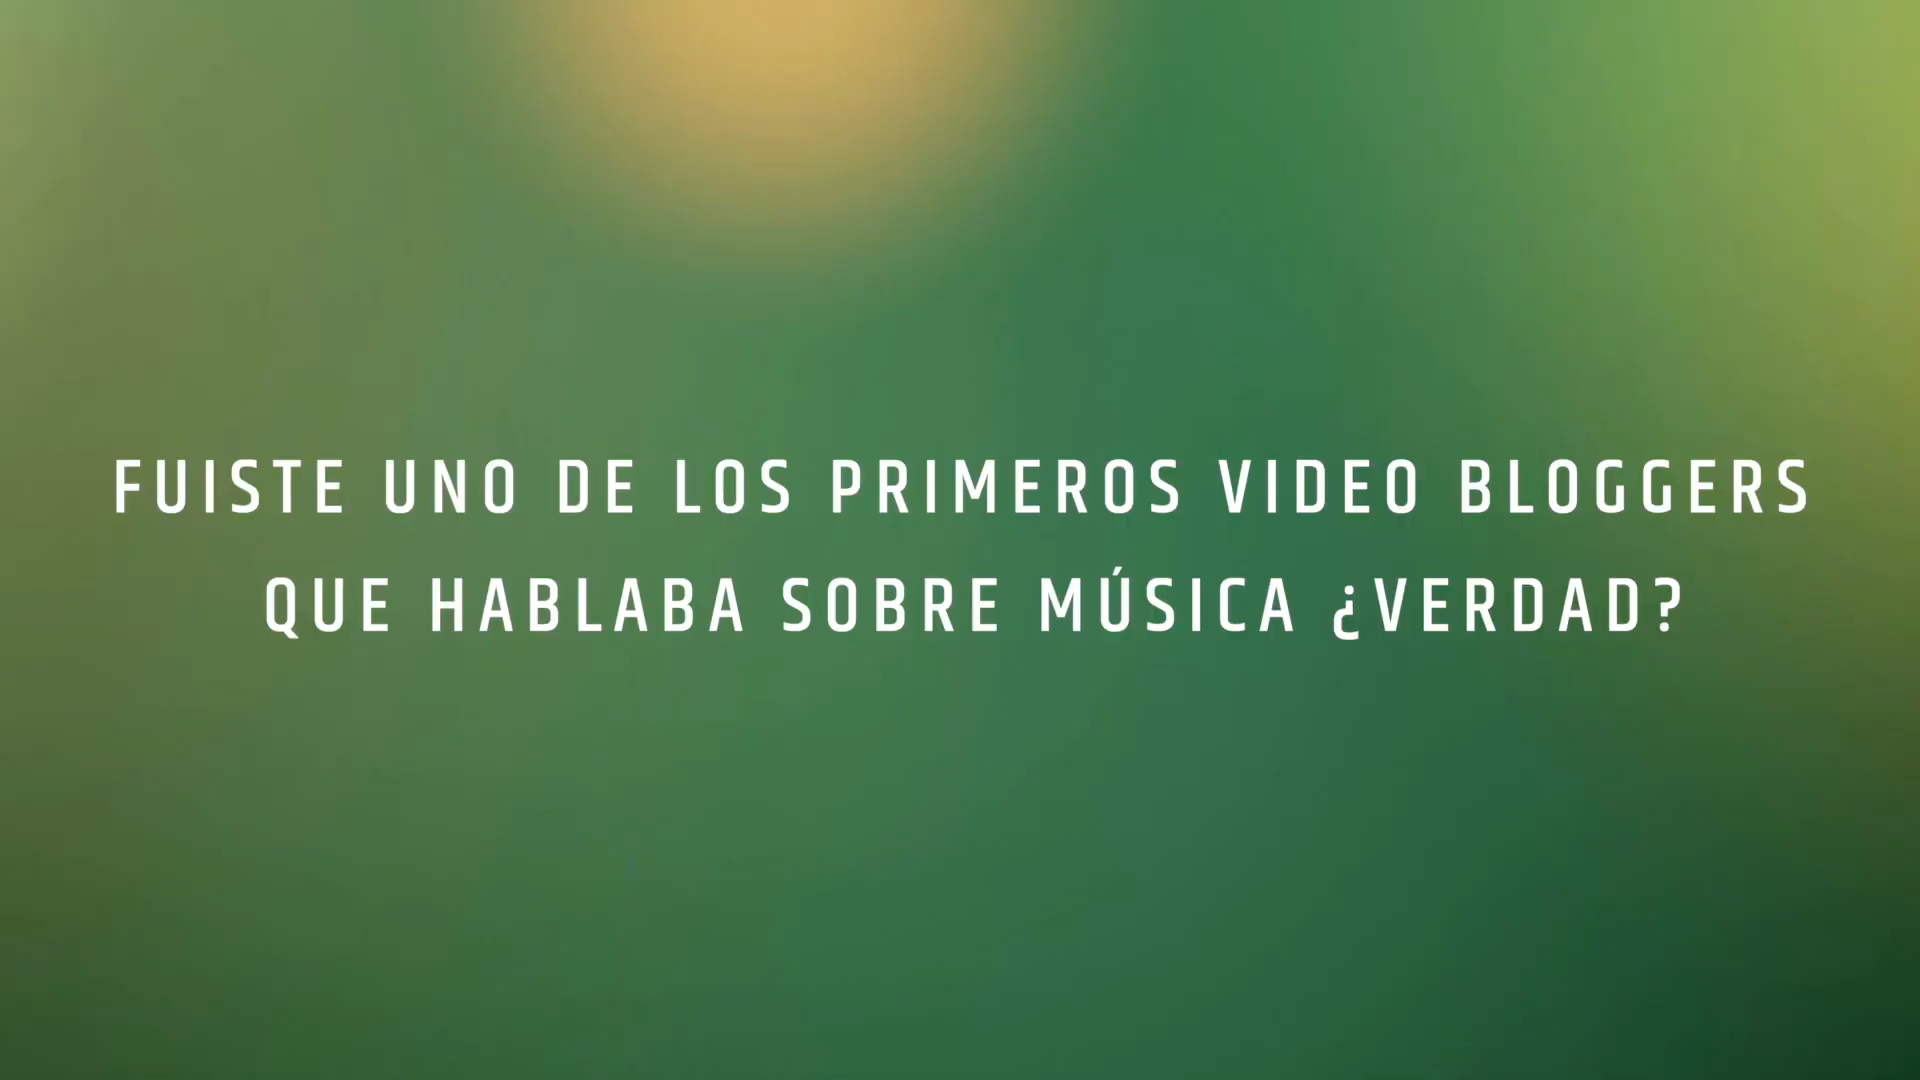 FUISTE UNO DE LOS PRIMEROS VIDEO BLOGGERS
QUE HABLABA SOBRE MÚSICA ¿VERDAD?